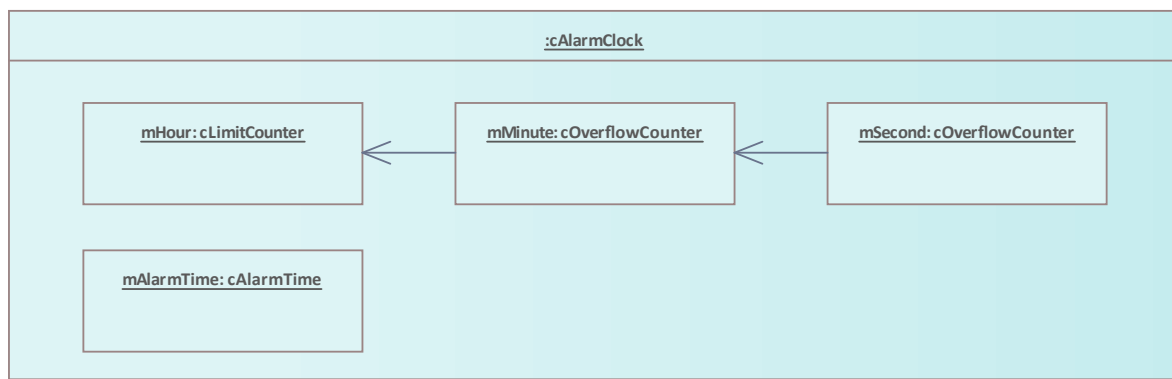 :cAlarmClock
mHour: cLimitCounter
mMinute: cOverflowCounter
mSecond: cOverflowCounter
mAlarmTime: cAlarmTime